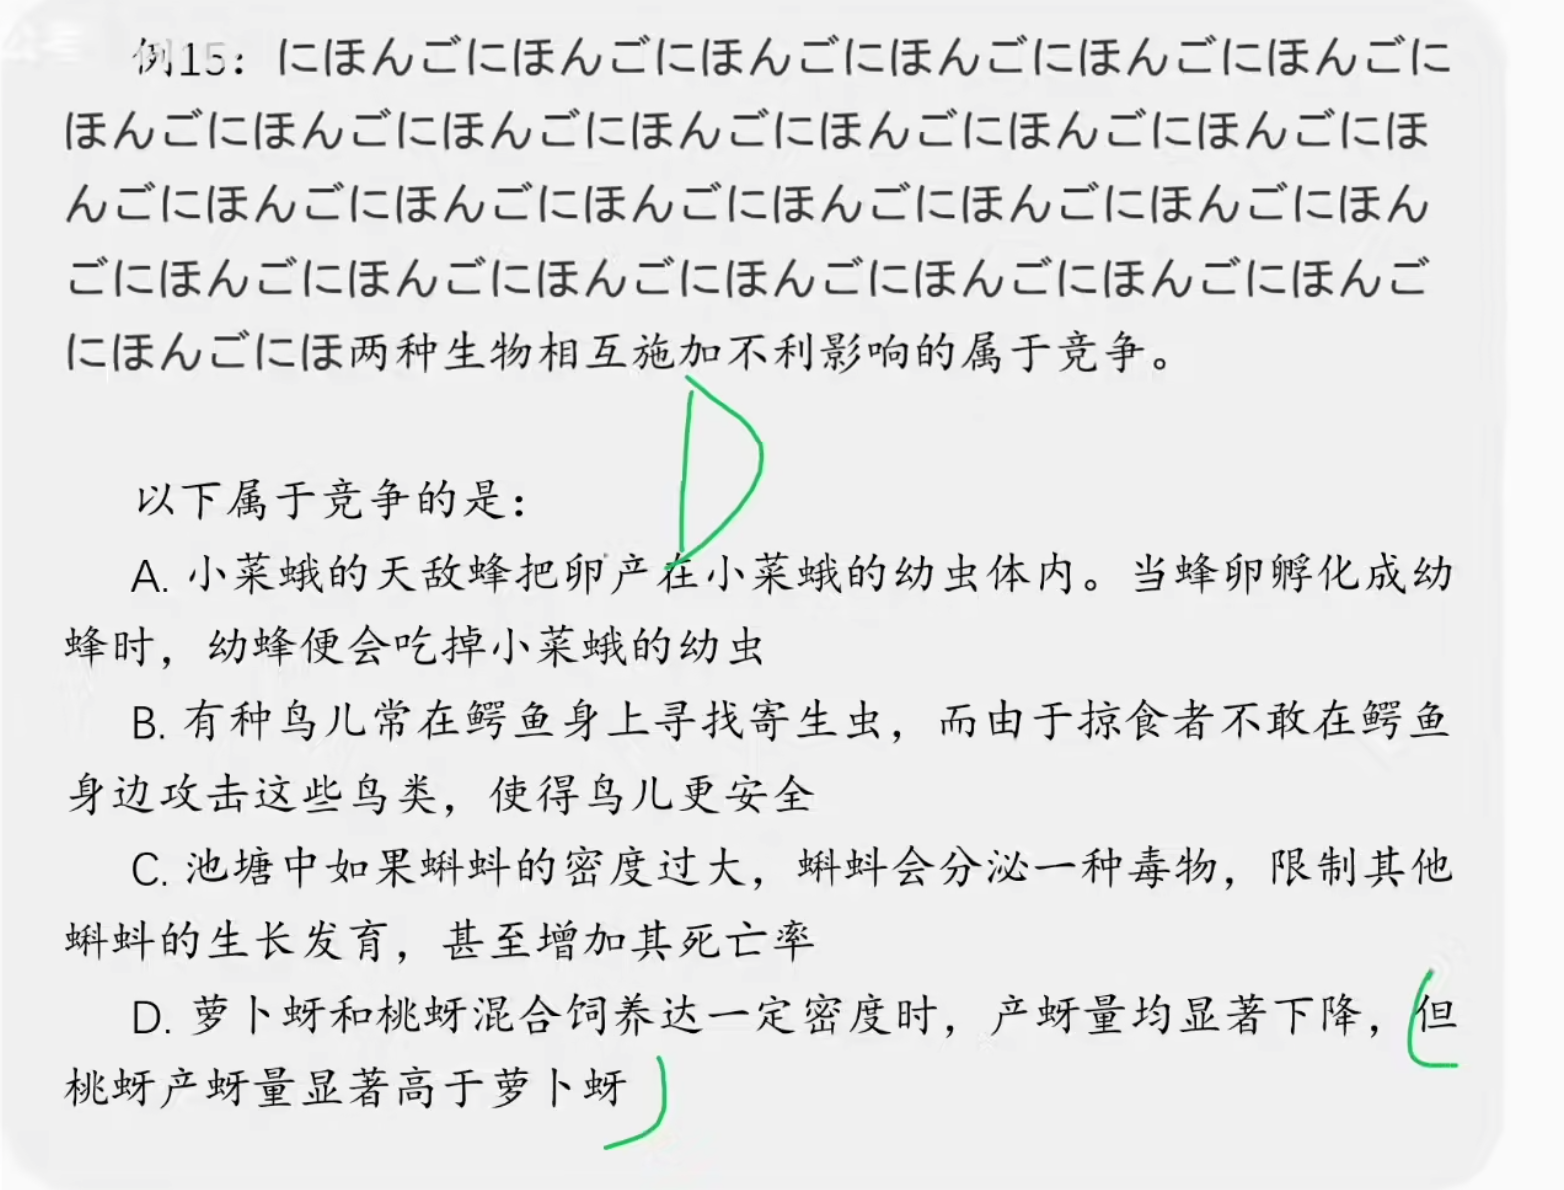 例15：にほんごにほんごにほんごにほんごにほんごにほんごに
ほんごにほんごにほんごにほんごにほんごにほんごにほんごにほ
んごにほんごにほんごにほんごにほんごにほんごにほんごにほん
ごにほんごにほんごにほんごにほんごにほんごにほんごにほんご
にほんごにほ两种生物相互施加不利影响的属于竞争。
D
以下属于竞争的是：
A. 小菜蛾的天敌蜂把卵产在小菜蛾的幼虫体内。当蜂卵孵化成幼
蜂时，幼蜂便会吃掉小菜蛾的幼虫
B. 有种鸟儿常在鳄鱼身上寻找寄生虫，而由于掠食者不敢在鳄鱼
身边攻击这些鸟类，使得鸟儿更安全
C. 池塘中如果蝌蚪的密度过大，蝌蚪会分泌一种毒物，限制其他
蝌蚪的生长发育，甚至增加其死亡率
D. 萝卜蚜和桃蚜混合饲养达一定密度时，产蚜量均显著下降，但
桃蚜产蚜量显著高于萝卜蚜